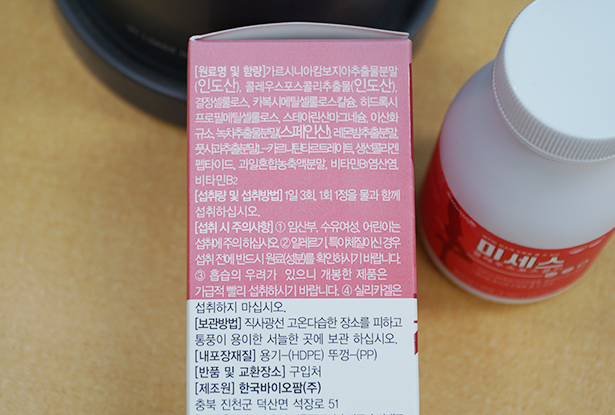 [원료명 및 함량]가르시니아캄보지아추출물분말
(인도산), 콜레우스포스콜리추출물(인도산),
결정셀룰로스, 카복시메틸셀룰로스칼슘, 히드록시
프로필메틸셀룰로스, 스테아린산마그네슘, 이산화
규소, 녹차추출물분말(스페인산) 레몬밤추출분말,
풋사과추출분말,L-카르니틴타르트레이트, 생선콜라겐
펩타이드, 과일혼합농축액분말, 비타민B1염산염,
비타민B2
[섭취량 및 섭취방법] 1일 3회, 1회 1정을 물과 함께
섭취하십시오.
[섭취 시 주의사항] ① 임산부, 수유여성, 어린이는
섭취에 주의 하십시오. ② 알레르기, 특이체질이신 경우
섭취 전에 반드시 원료(성분)를 확인하시기 바랍니다.
③ 흡습의 우려가 있으니 개봉한 제품은
가급적 빨리 섭취하시기 바랍니다. ④ 실리카겔은
섭취하지 마십시오.
[보관방법] 직사광선 고온다습한 장소를 피하고
통풍이 용이한 서늘한 곳에 보관 하십시오.
[내포장재질] 용기-(HDPE) 뚜껑-(PP)
[반품 및 교환장소] 구입처
[제조원] 한국바이오팜(주)
충북 진천군 덕산면 석장로 51
미세스